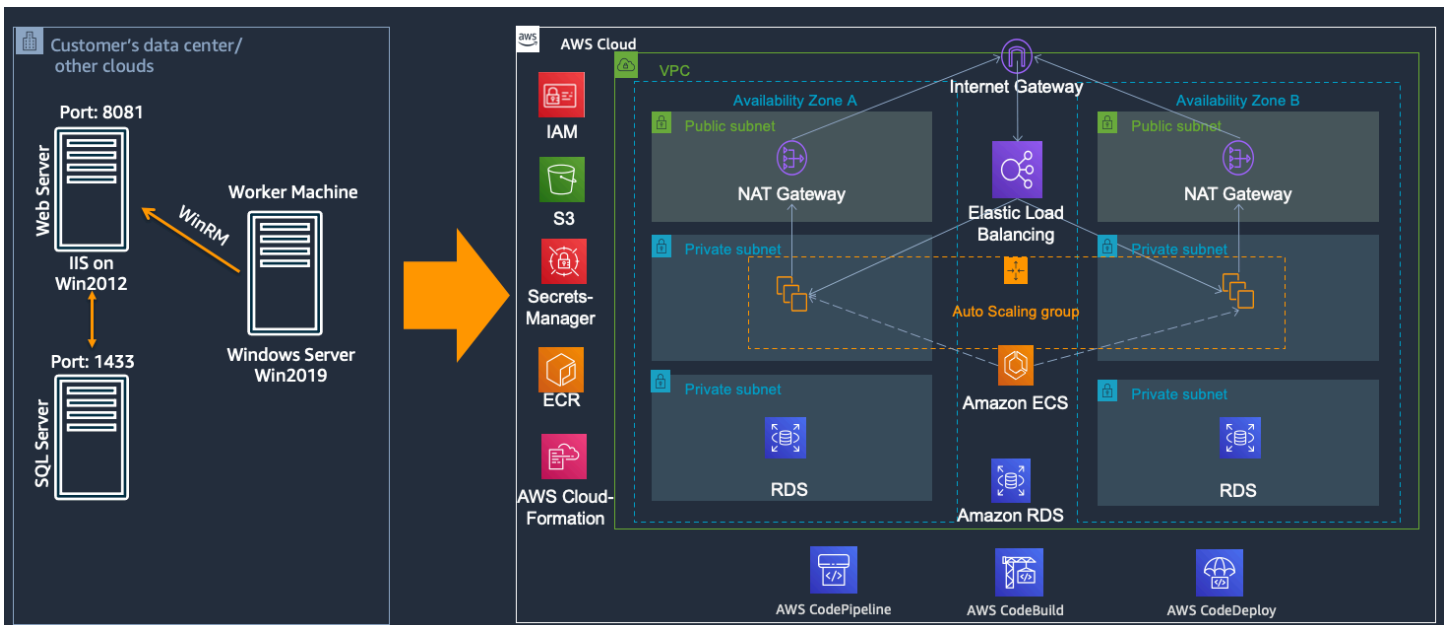 Customer's data center/
other clouds
Port: 8081
Web Server
IIS on
Win2012
WinRM
Worker Machine
Windows Server
Win2019
Port: 1433
SQL Server
aws
AWS Cloud
IAM
S3
Secrets-
Manager
ECR
AWS Cloud-
Formation
VPC
Internet Gateway
Availability Zone A
Public subnet
NAT Gateway
Private subnet
Private subnet
RDS
Elastic Load
Balancing
Auto Scaling group
Amazon ECS
Amazon RDS
Availability Zone B
Public subnet
NAT Gateway
Private subnet
Private subnet
RDS
AWS CodePipeline
AWS CodeBuild
AWS CodeDeploy